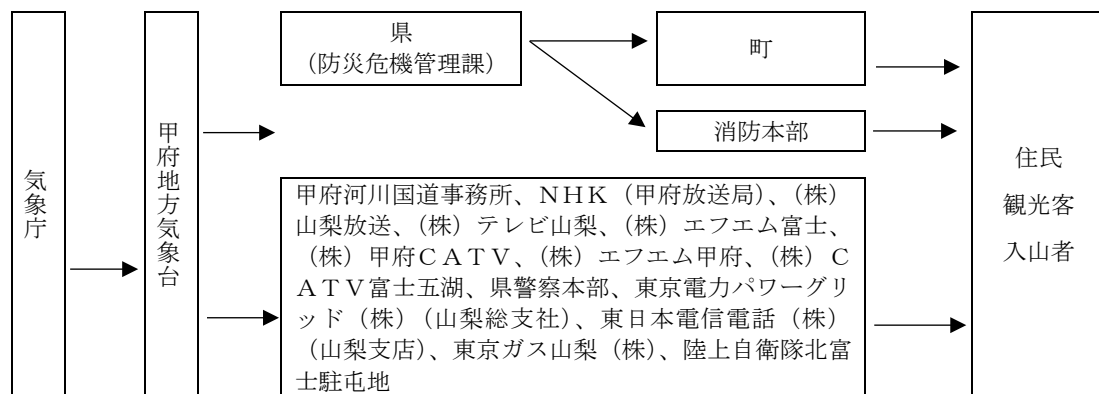 気象庁
甲府地方気象台
県
（防災危機管理課）
町
消防本部
甲府河川国道事務所、ＮＨＫ（甲府放送局）、（株）
山梨放送、（株）テレビ山梨、（株）エフエム富士、
（株）甲府ＣＡＴＶ、（株）エフエム甲府、（株）Ｃ
ＡＴＶ富士五湖、県警察本部、東京電力パワーグリ
ッド（株）（山梨総支社）、東日本電信電話（株）
（山梨支店）、東京ガス山梨（株）、陸上自衛隊北富
士駐屯地
住民
観光客
入山者